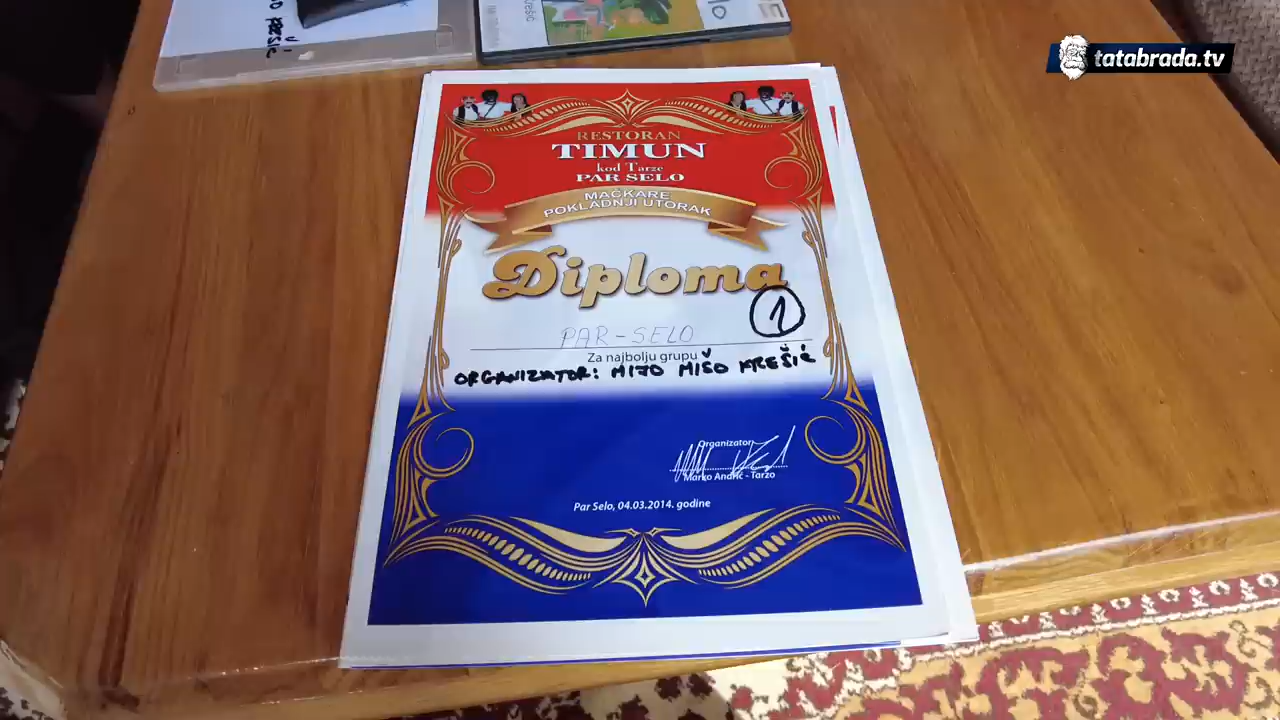 KREŠIĆ
tatabrada.tv
RESTORAN
TIMUN
kod Tarze
PAR SELO
MAČKARE
POKLADNJI UTORAK
Diploma
1
PAR-SELO
Za najbolju grupu
ORGANIZATOR: MIJO MIŠO KREŠIĆ
Organizator
Marko Andrić - Tarzo
Par Selo, 04.03.2014. godine